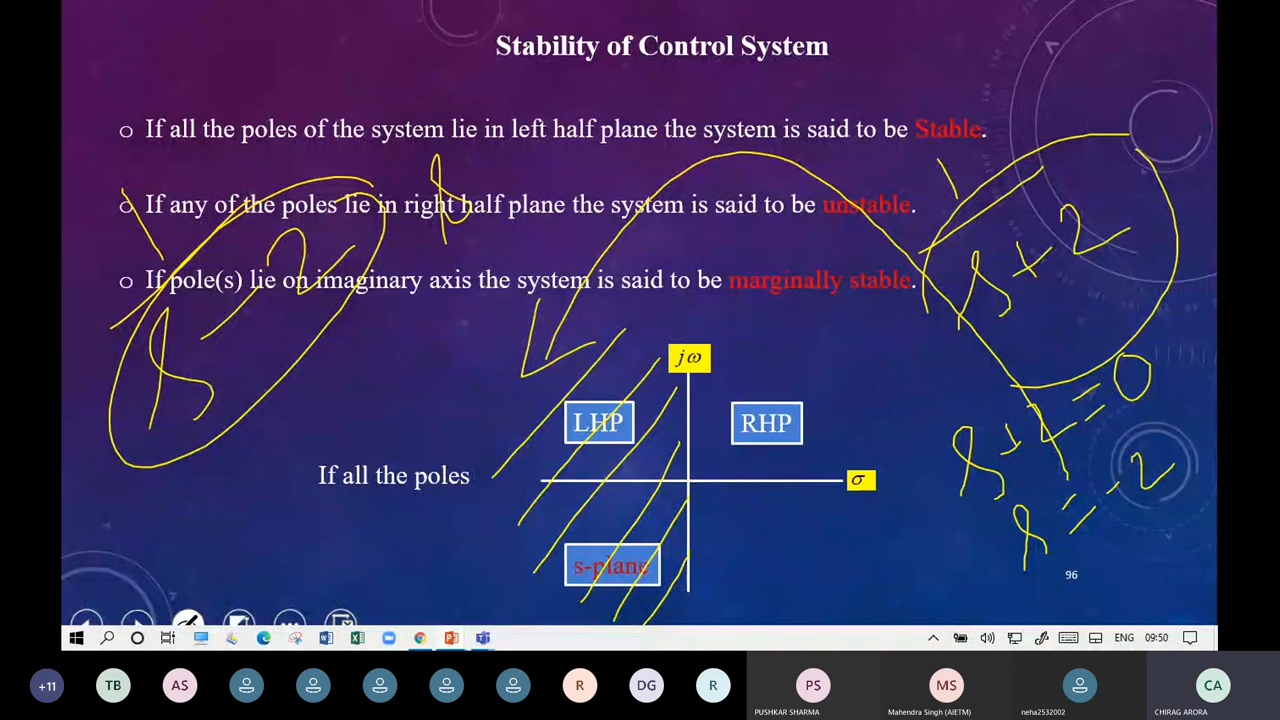 Stability of Control System
o If all the poles of the system lie in left half plane the system is said to be Stable.
o If any of the poles lie in right half plane the system is said to be unstable.
o If pole(s) lie on imaginary axis the system is said to be marginally stable.
1
s - 2
1
s + 2
s + 2 = 0
s = - 2
jω
LHP
RHP
If all the poles
σ
s-plane
96
ENG
09:50
+11
TB
AS
R
DG
R
PS
MS
CA
PUSHKAR SHARMA
Mahendra Singh (AIETM)
neha2532002
CHIRAG ARORA